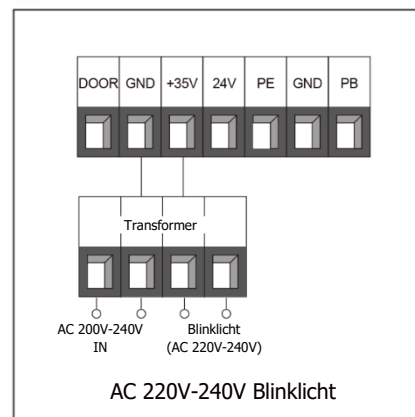 DOOR GND +35V 24V PE GND PB
Transformer
AC 200V-240V Blinklicht
IN (AC 220V-240V)
AC 220V-240V Blinklicht